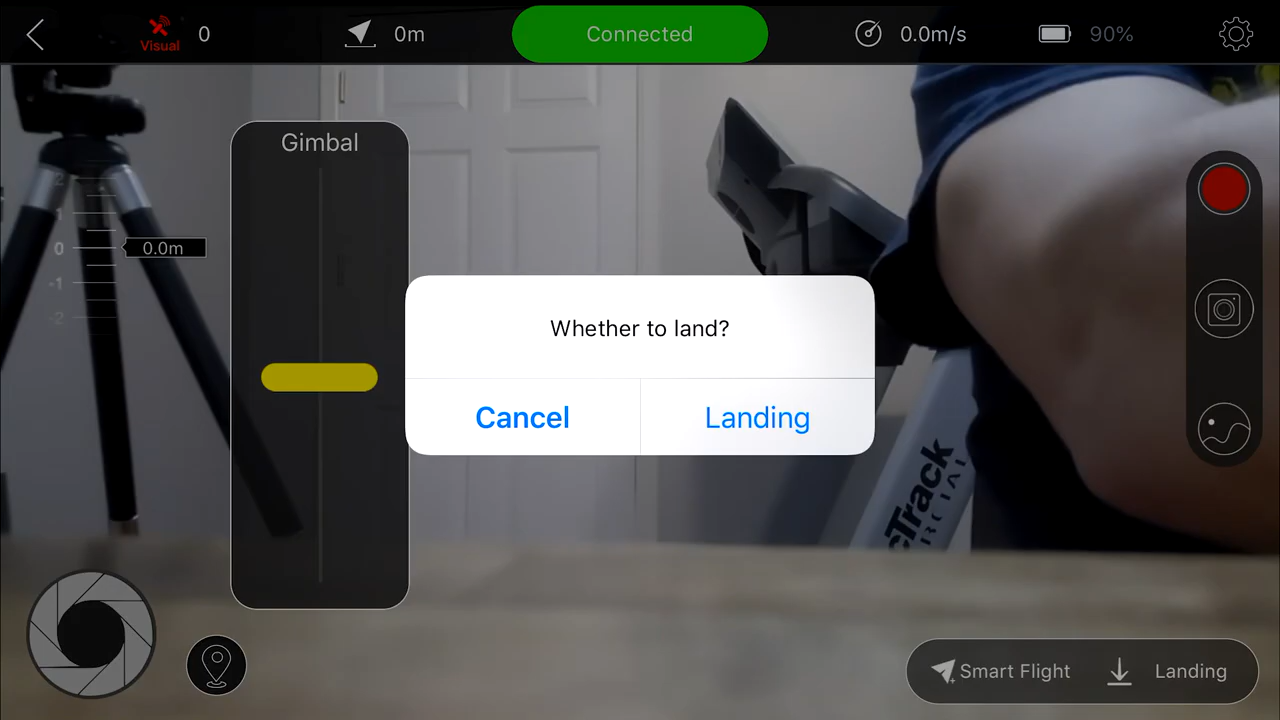 Visual
0
0m
Connected
0.0m/s
90%
Gimbal
2
1
0
-1
-2
0.0m
Whether to land?
Cancel
Landing
cTrack
Smart Flight
Landing